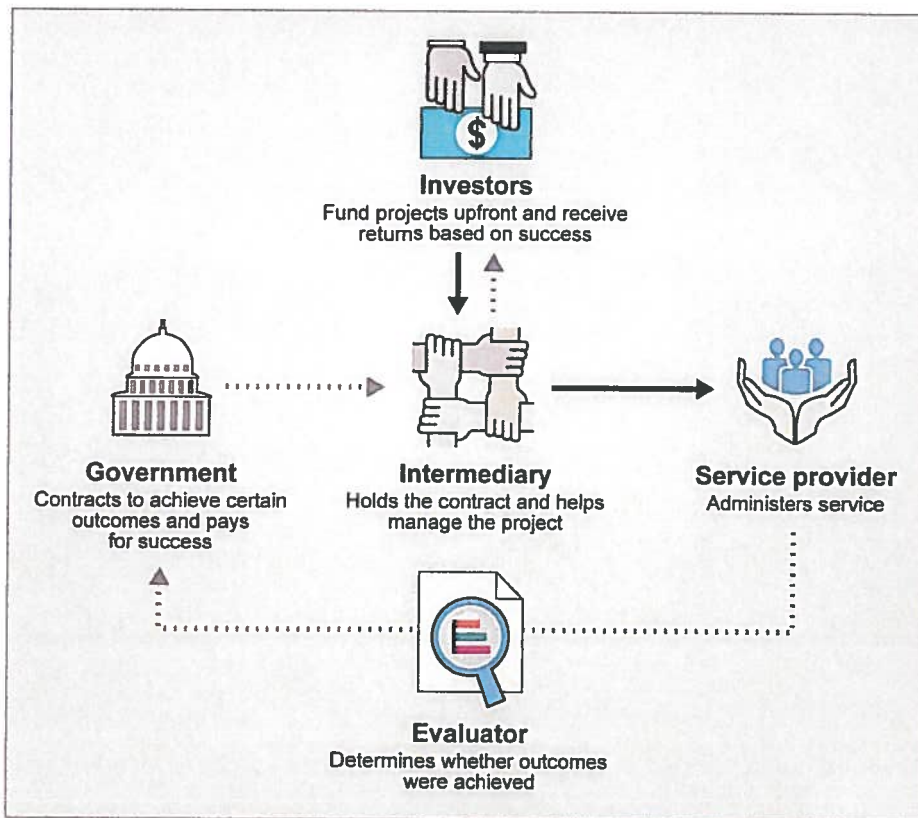 $
Investors
Fund projects upfront and receive
returns based on success
Government
Contracts to achieve certain
outcomes and pays
for success
Intermediary
Holds the contract and helps
manage the project
Service provider
Administers service
Evaluator
Determines whether outcomes
were achieved